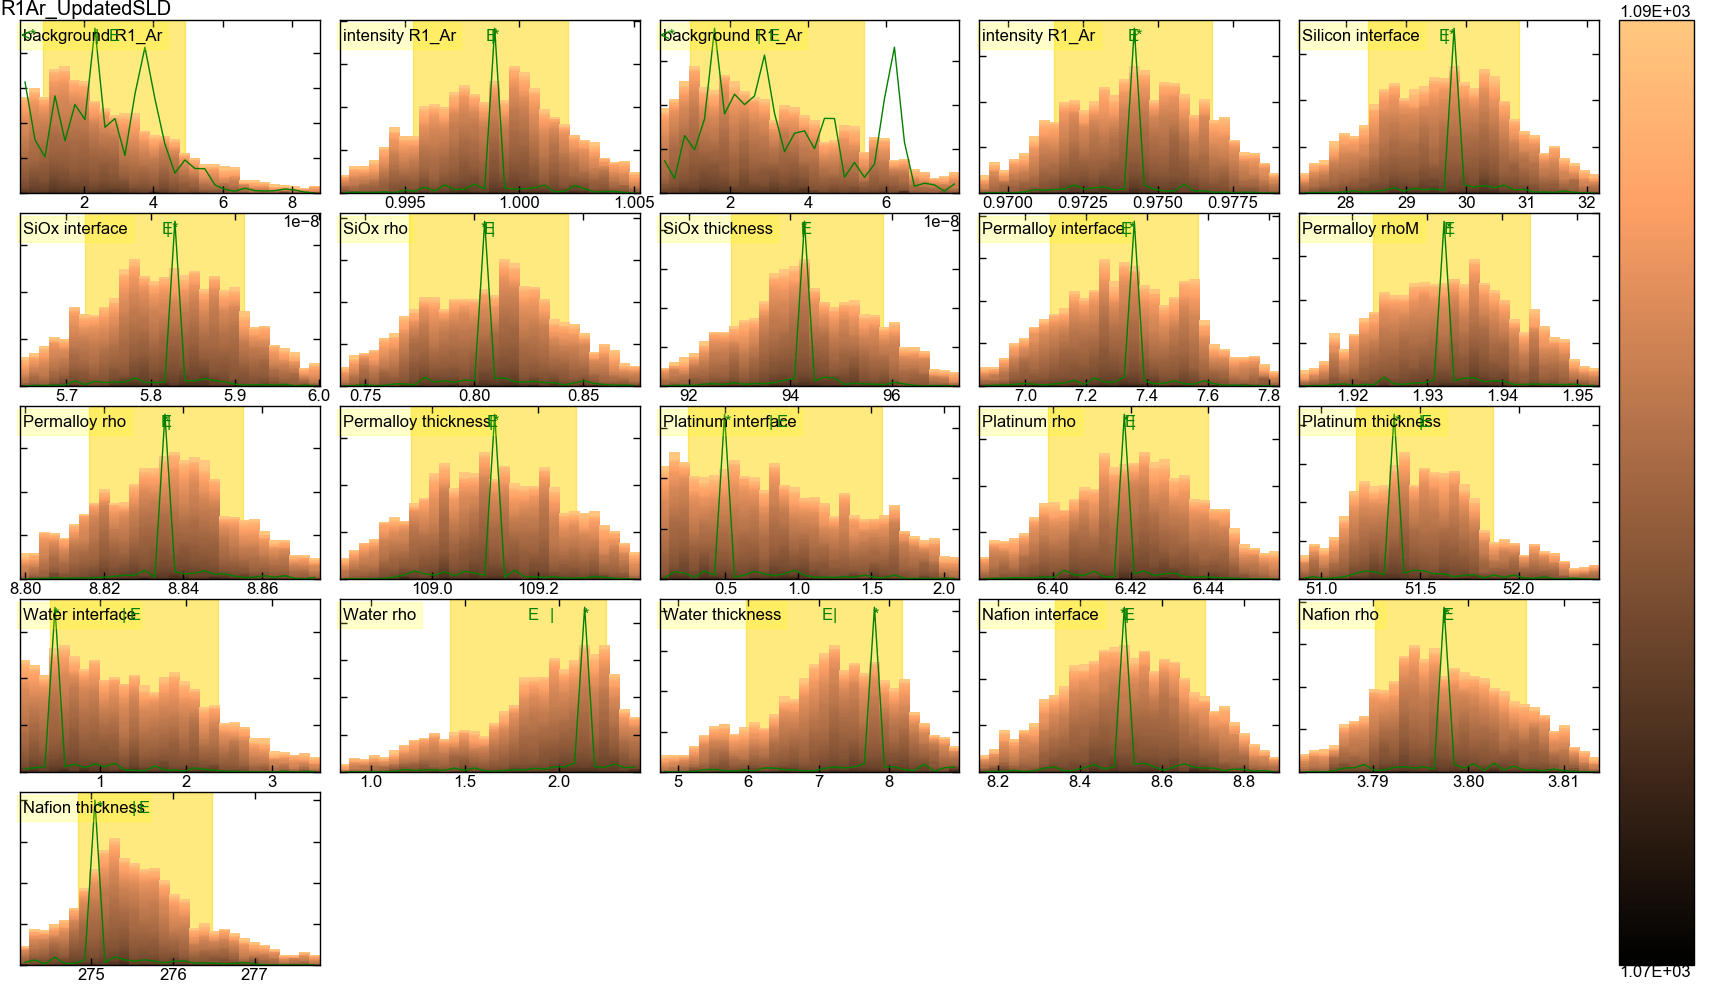 R1Ar_UpdatedSLD
1.09E+03
background R1_Ar
intensity R1_Ar
background R1_Ar
intensity R1_Ar
Silicon interface
2 4 6 8
0.995 1.000 1.005
2 4 6
0.9700 0.9725 0.9750 0.9775
28 29 30 31 32
1e−8
1e−8
SiOx interface
SiOx rho
SiOx thickness
Permalloy interface
Permalloy rhoM
5.7 5.8 5.9 6.0
0.75 0.80 0.85
92 94 96
7.0 7.2 7.4 7.6 7.8
1.92 1.93 1.94 1.95
Permalloy rho
Permalloy thickness
Platinum interface
Platinum rho
Platinum thickness
8.80 8.82 8.84 8.86
109.0 109.2
0.5 1.0 1.5 2.0
6.40 6.42 6.44
51.0 51.5 52.0
Water interface
Water rho
Water thickness
Nafion interface
Nafion rho
1 2 3
1.0 1.5 2.0
5 6 7 8
8.2 8.4 8.6 8.8
3.79 3.80 3.81
Nafion thickness
275 276 277
1.07E+03